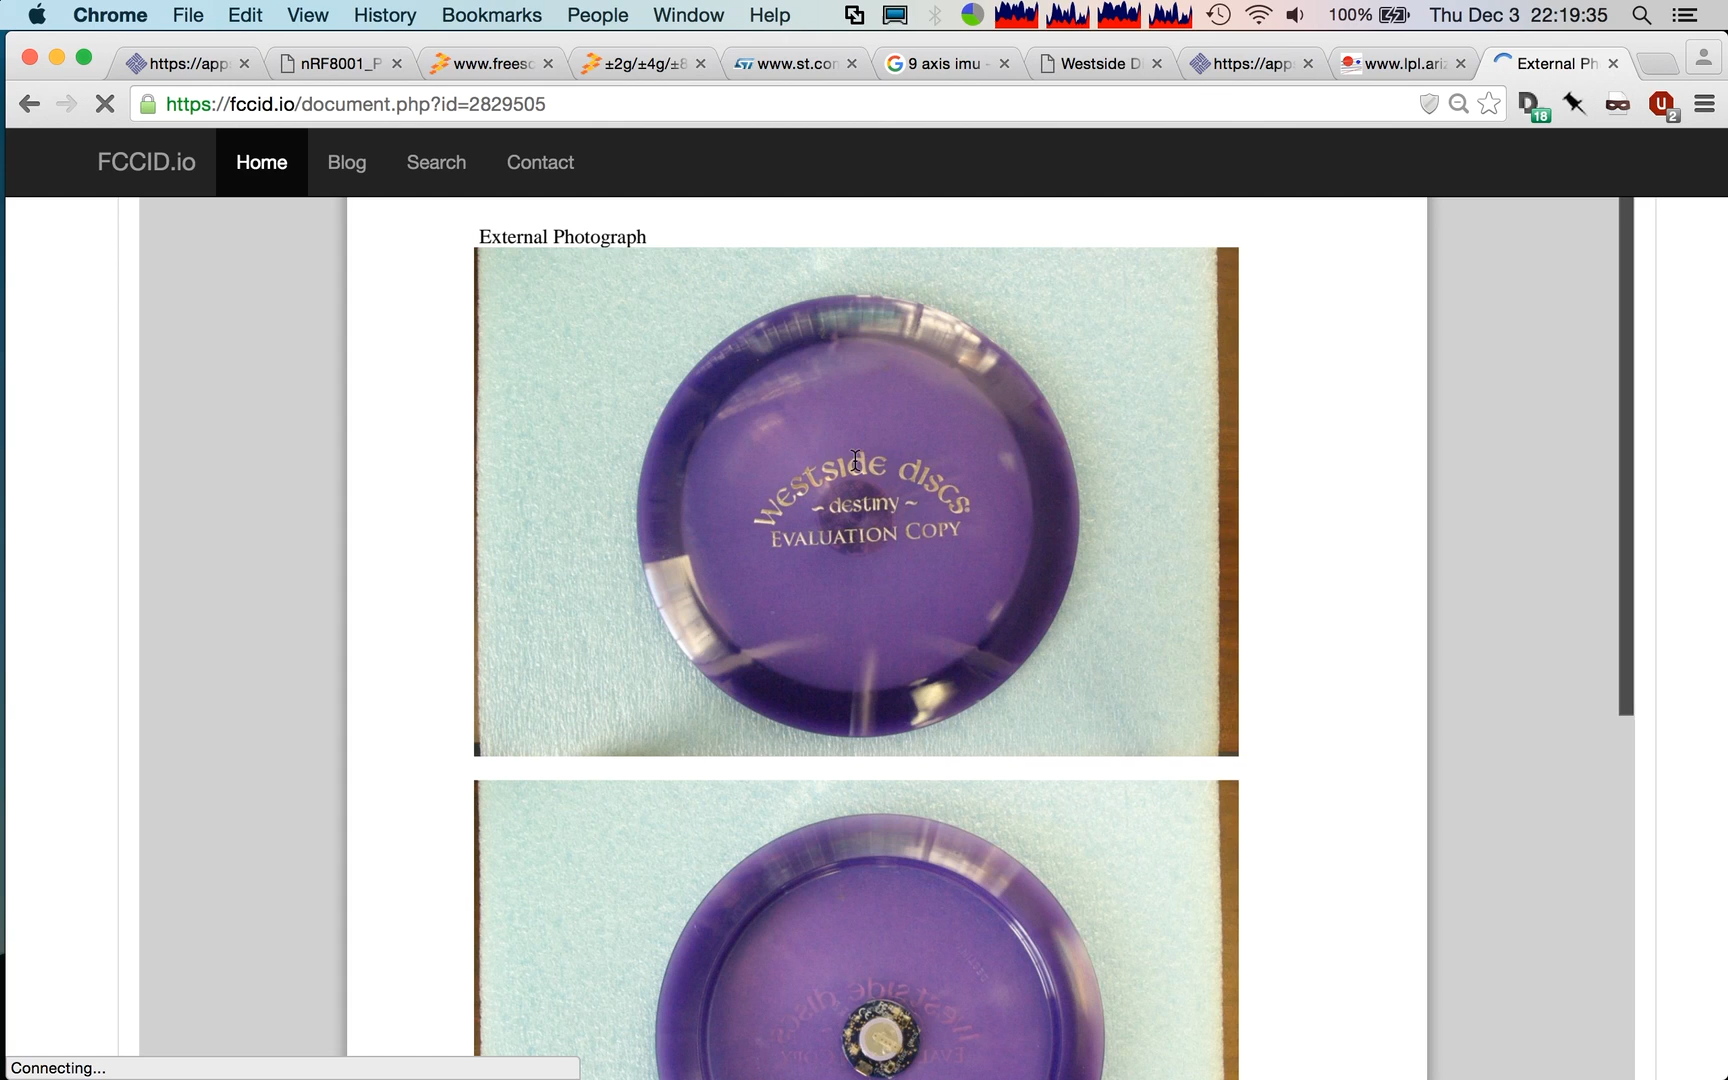 Chrome File Edit View History Bookmarks People Window Help 100% Thu Dec 3 22:19:35
https://app nRF8001_P www.freesc ±2g/±4g/±8 www.st.con 9 axis imu - Westside D https://app www.lpl.ari External Ph
https://fccid.io/document.php?id=2829505 18 2
FCCID.io Home Blog Search Contact
External Photograph
westside discs
~ destiny ~
EVALUATION COPY
Connecting...